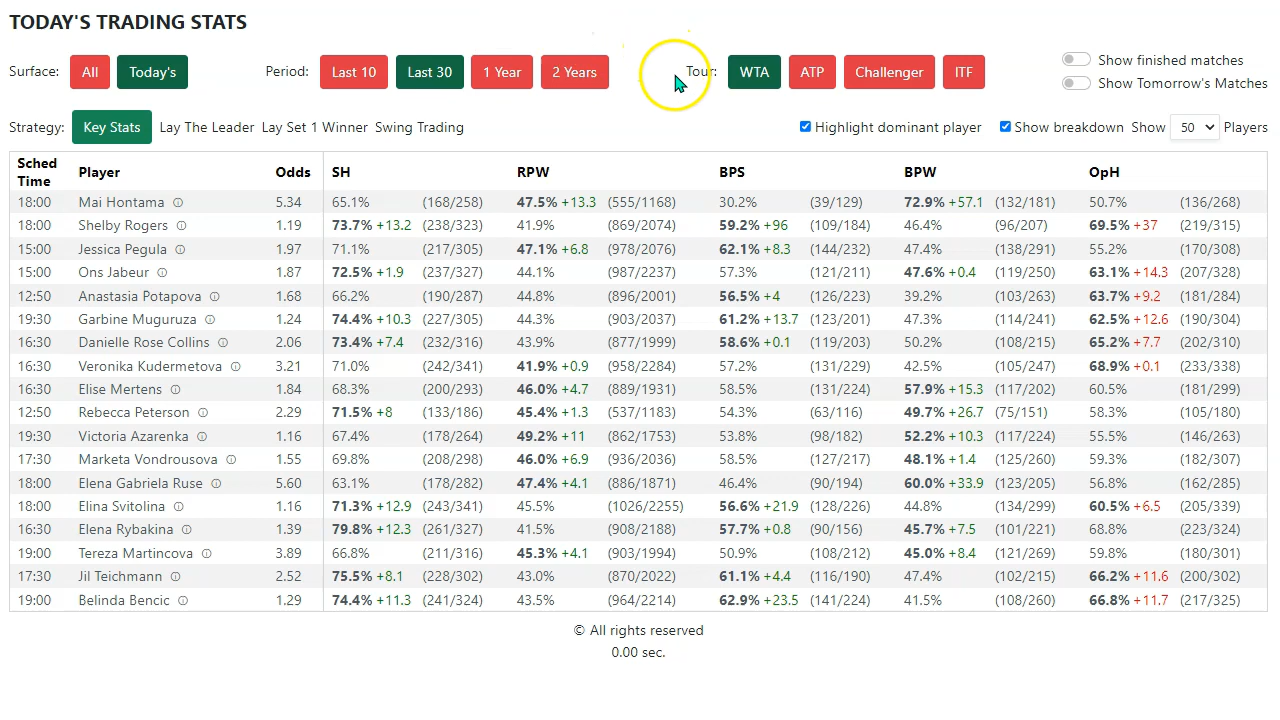 TODAY'S TRADING STATS
Surface: All Today's Period: Last 10 Last 30 1 Year 2 Years Tour: WTA ATP Challenger ITF Show finished matches
Show Tomorrow's Matches
Strategy: Key Stats Lay The Leader Lay Set 1 Winner Swing Trading Highlight dominant player Show breakdown Show 50 Players
Sched Time Player Odds SH RPW BPS BPW OpH
18:00 Mai Hontama 5.34 65.1% (168/258) 47.5% +13.3 (555/1168) 30.2% (39/129) 72.9% +57.1 (132/181) 50.7% (136/268)
18:00 Shelby Rogers 1.19 73.7% +13.2 (238/323) 41.9% (869/2074) 59.2% +96 (109/184) 46.4% (96/207) 69.5% +37 (219/315)
15:00 Jessica Pegula 1.97 71.1% (217/305) 47.1% +6.8 (978/2076) 62.1% +8.3 (144/232) 47.4% (138/291) 55.2% (170/308)
15:00 Ons Jabeur 1.87 72.5% +1.9 (237/327) 44.1% (987/2237) 57.3% (121/211) 47.6% +0.4 (119/250) 63.1% +14.3 (207/328)
12:50 Anastasia Potapova 1.68 66.2% (190/287) 44.8% (896/2001) 56.5% +4 (126/223) 39.2% (103/263) 63.7% +9.2 (181/284)
19:30 Garbine Muguruza 1.24 74.4% +10.3 (227/305) 44.3% (903/2037) 61.2% +13.7 (123/201) 47.3% (114/241) 62.5% +12.6 (190/304)
16:30 Danielle Rose Collins 2.06 73.4% +7.4 (232/316) 43.9% (877/1999) 58.6% +0.1 (119/203) 50.2% (108/215) 65.2% +7.7 (202/310)
16:30 Veronika Kudermetova 3.21 71.0% (242/341) 41.9% +0.9 (958/2284) 57.2% (131/229) 42.5% (105/247) 68.9% +0.1 (233/338)
16:30 Elise Mertens 1.84 68.3% (200/293) 46.0% +4.7 (889/1931) 58.5% (131/224) 57.9% +15.3 (117/202) 60.5% (181/299)
12:50 Rebecca Peterson 2.29 71.5% +8 (133/186) 45.4% +1.3 (537/1183) 54.3% (63/116) 49.7% +26.7 (75/151) 58.3% (105/180)
19:30 Victoria Azarenka 1.16 67.4% (178/264) 49.2% +11 (862/1753) 53.8% (98/182) 52.2% +10.3 (117/224) 55.5% (146/263)
17:30 Marketa Vondrousova 1.55 69.8% (208/298) 46.0% +6.9 (936/2036) 58.5% (127/217) 48.1% +1.4 (125/260) 59.3% (182/307)
18:00 Elena Gabriela Ruse 5.60 63.1% (178/282) 47.4% +4.1 (886/1871) 46.4% (90/194) 60.0% +33.9 (123/205) 56.8% (162/285)
18:00 Elina Svitolina 1.16 71.3% +12.9 (243/341) 45.5% (1026/2255) 56.6% +21.9 (128/226) 44.8% (134/299) 60.5% +6.5 (205/339)
16:30 Elena Rybakina 1.39 79.8% +12.3 (261/327) 41.5% (908/2188) 57.7% +0.8 (90/156) 45.7% +7.5 (101/221) 68.8% (223/324)
19:00 Tereza Martincova 3.89 66.8% (211/316) 45.3% +4.1 (903/1994) 50.9% (108/212) 45.0% +8.4 (121/269) 59.8% (180/301)
17:30 Jil Teichmann 2.52 75.5% +8.1 (228/302) 43.0% (870/2022) 61.1% +4.4 (116/190) 47.4% (102/215) 66.2% +11.6 (200/302)
19:00 Belinda Bencic 1.29 74.4% +11.3 (241/324) 43.5% (964/2214) 62.9% +23.5 (141/224) 41.5% (108/260) 66.8% +11.7 (217/325)
© All rights reserved
0.00 sec.